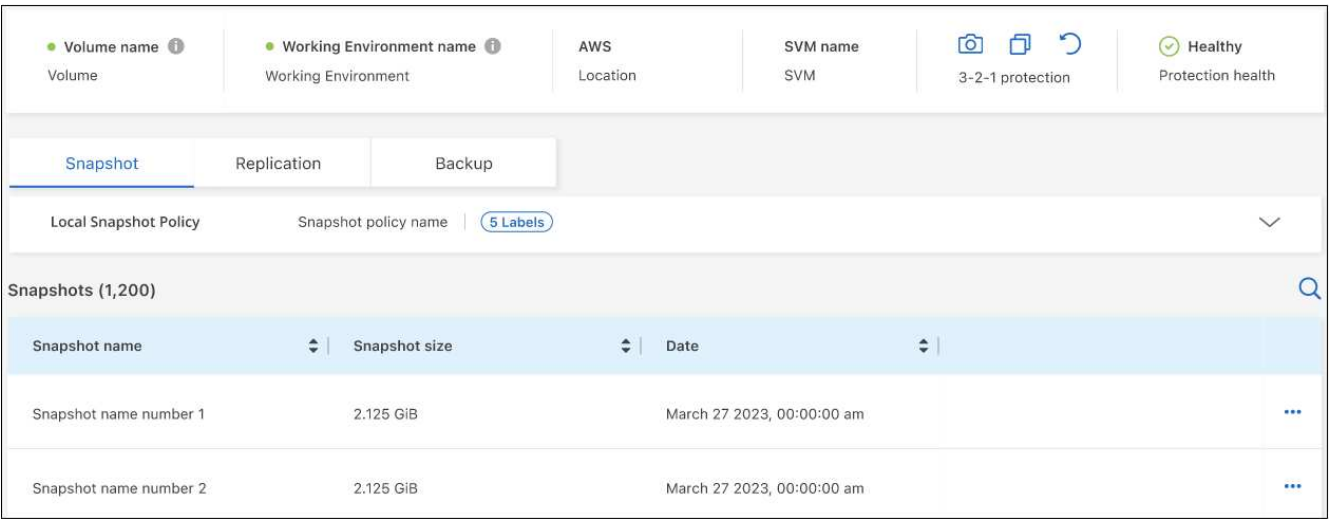 Volume name
Volume
Working Environment name
Working Environment
AWS
Location
SVM name
SVM
3-2-1 protection
Healthy
Protection health
Snapshot Replication Backup
Local Snapshot Policy Snapshot policy name 5 Labels
Snapshots (1,200)
Snapshot name Snapshot size Date
Snapshot name number 1 2.125 GiB March 27 2023, 00:00:00 am
Snapshot name number 2 2.125 GiB March 27 2023, 00:00:00 am